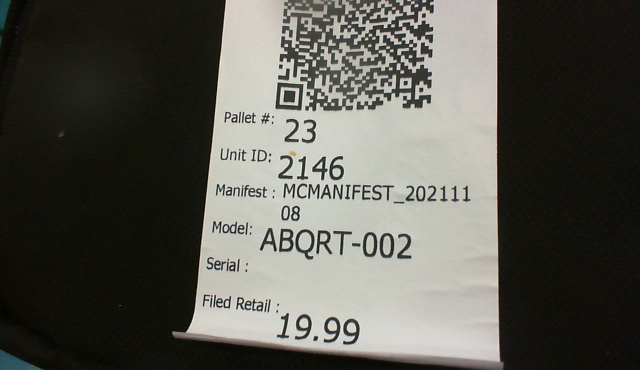 Pallet #: 23
Unit ID: 2146
Manifest : MCMANIFEST_202111
08
Model: ABQRT-002
Serial :
Filed Retail : 19.99